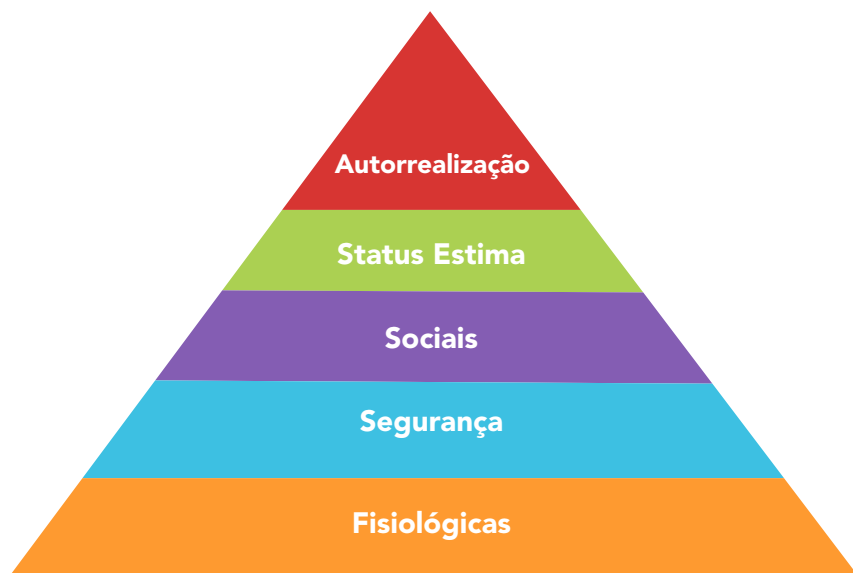 Autorrealização
Status Estima
Sociais
Segurança
Fisiológicas